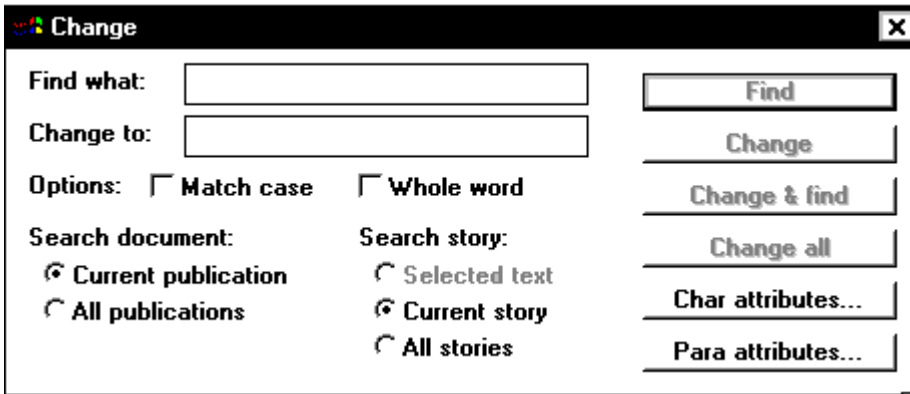 Change
Find what:
Change to:
Options: Match case Whole word
Search document:
Current publication
All publications
Search story:
Selected text
Current story
All stories
Find
Change
Change & find
Change all
Char attributes...
Para attributes...